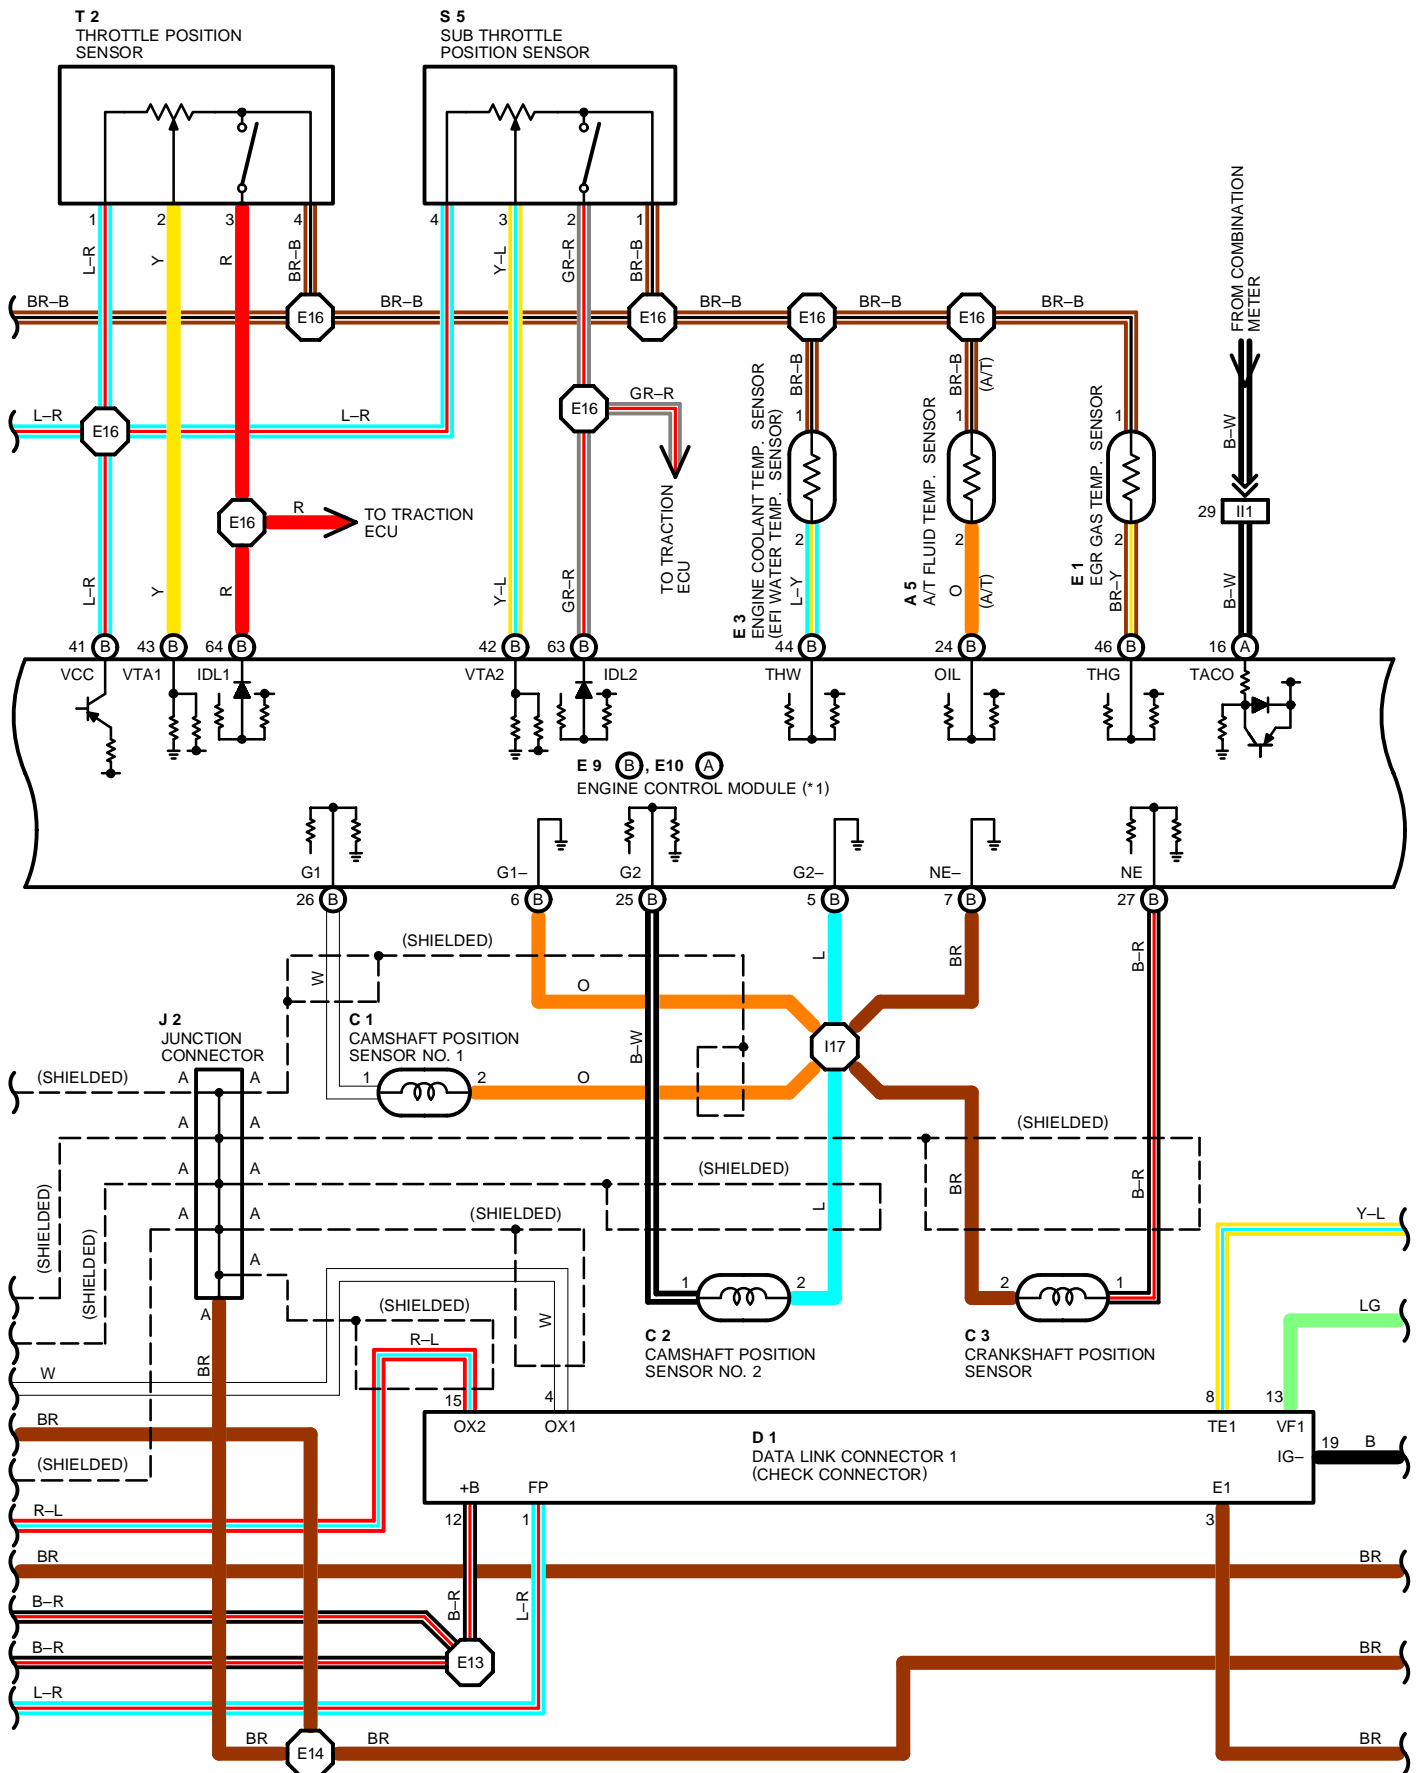 T 2
THROTTLE POSITION
SENSOR
S 5
SUB THROTTLE
POSITION SENSOR
1
2
3
4
4
3
2
1
L–R
Y
R
BR–B
Y–L
GR–R
BR–B
FROM COMBINATION
METER
BR–B
E16
BR–B
E16
BR–B
E16
BR–B
E16
BR–B
L–R
E16
L–R
E16
GR–R
BR–B
BR–B
(A/T)
1
1
1
B–W
E16
R
TO TRACTION
ECU
TO TRACTION
ECU
E 3
ENGINE COOLANT TEMP. SENSOR
(EFI WATER TEMP. SENSOR)
A 5
A/T FLUID TEMP. SENSOR
E 1
EGR GAS TEMP. SENSOR
29
II1
2
2
2
L–R
Y
R
Y–L
GR–R
L–Y
O
(A/T)
BR–Y
B–W
41 B
43 B
64 B
42 B
63 B
44 B
24 B
46 B
16 A
VCC
VTA1
IDL1
VTA2
IDL2
THW
OIL
THG
TACO
E 9 B, E10 A
ENGINE CONTROL MODULE (*1)
G1
G1–
G2
G2–
NE–
NE
26 B
6 B
25 B
5 B
7 B
27 B
(SHIELDED)
W
O
L
BR
B–R
J 2
JUNCTION
CONNECTOR
C 1
CAMSHAFT POSITION
SENSOR NO. 1
B–W
I17
(SHIELDED)
A
A
1
2
O
A
A
(SHIELDED)
A
A
(SHIELDED)
BR
B–R
L
A
A
(SHIELDED)
(SHIELDED)
(SHIELDED)
A
Y–L
1
2
2
1
A
(SHIELDED)
W
LG
C 2
CAMSHAFT POSITION
SENSOR NO. 2
C 3
CRANKSHAFT POSITION
SENSOR
R–L
W
BR
15
4
8
13
BR
OX2
OX1
D 1
DATA LINK CONNECTOR 1
(CHECK CONNECTOR)
TE1
VF1
IG–
19
B
(SHIELDED)
+B
FP
E1
R–L
12
1
3
BR
BR
B–R
B–R
L–R
B–R
E13
BR
L–R
BR
E14
BR
BR